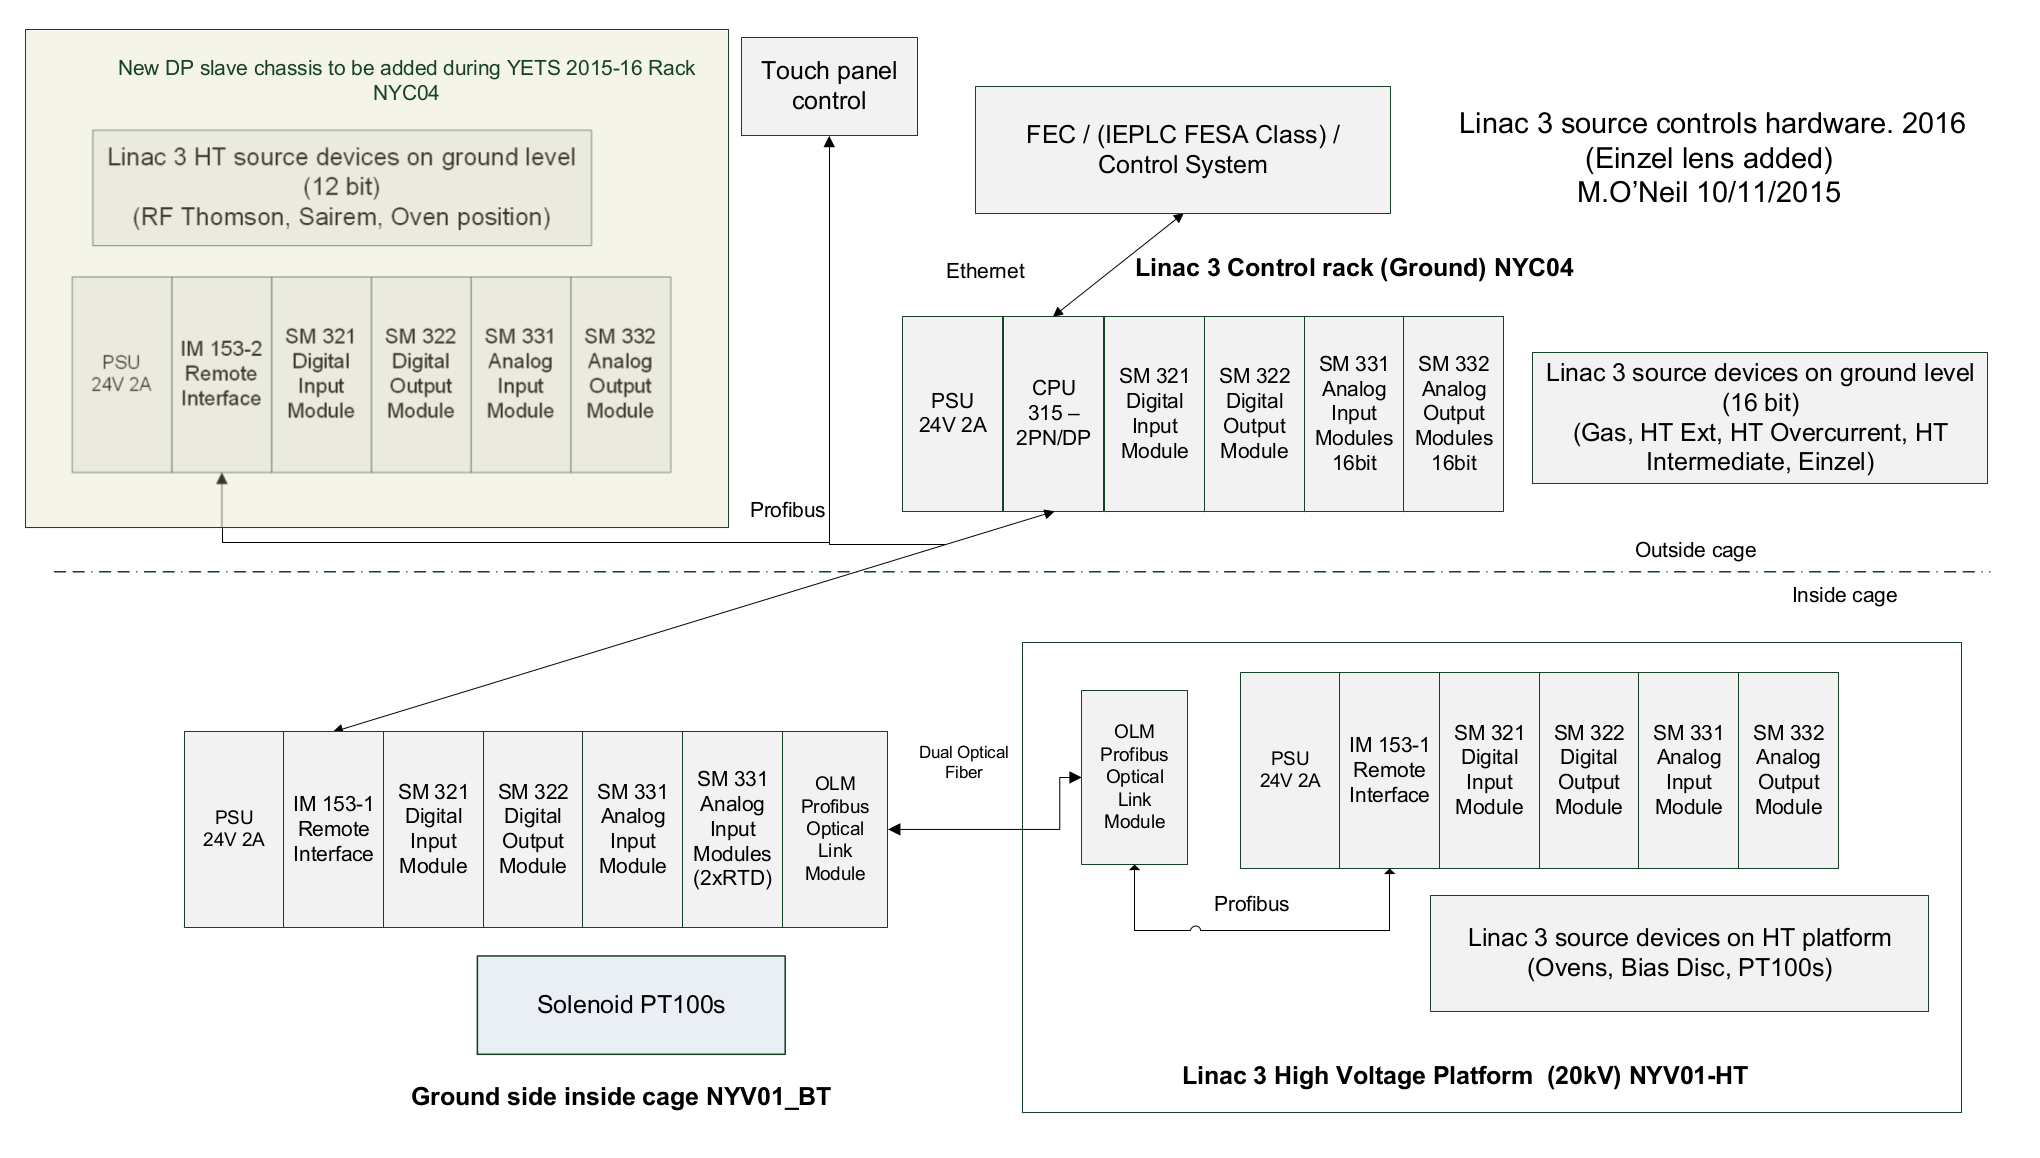 New DP slave chassis to be added during YETS 2015-16 Rack
NYC04
Linac 3 HT source devices on ground level
(12 bit)
(RF Thomson, Sairem, Oven position)
PSU
24V 2A
IM 153-2
Remote
Interface
SM 321
Digital
Input
Module
SM 322
Digital
Output
Module
SM 331
Analog
Input
Module
SM 332
Analog
Output
Module
Touch panel
control
FEC / (IEPLC FESA Class) /
Control System
Linac 3 source controls hardware. 2016
(Einzel lens added)
M.O’Neil 10/11/2015
Ethernet
Linac 3 Control rack (Ground) NYC04
PSU
24V 2A
CPU
315 –
2PN/DP
SM 321
Digital
Input
Module
SM 322
Digital
Output
Module
SM 331
Analog
Input
Modules
16bit
SM 332
Analog
Output
Modules
16bit
Linac 3 source devices on ground level
(16 bit)
(Gas, HT Ext, HT Overcurrent, HT
Intermediate, Einzel)
Profibus
Outside cage
Inside cage
PSU
24V 2A
IM 153-1
Remote
Interface
SM 321
Digital
Input
Module
SM 322
Digital
Output
Module
SM 331
Analog
Input
Module
SM 331
Analog
Input
Modules
(2xRTD)
OLM
Profibus
Optical
Link
Module
Dual Optical
Fiber
OLM
Profibus
Optical
Link
Module
PSU
24V 2A
IM 153-1
Remote
Interface
SM 321
Digital
Input
Module
SM 322
Digital
Output
Module
SM 331
Analog
Input
Module
SM 332
Analog
Output
Module
Profibus
Linac 3 source devices on HT platform
(Ovens, Bias Disc, PT100s)
Solenoid PT100s
Linac 3 High Voltage Platform  (20kV) NYV01-HT
Ground side inside cage NYV01_BT